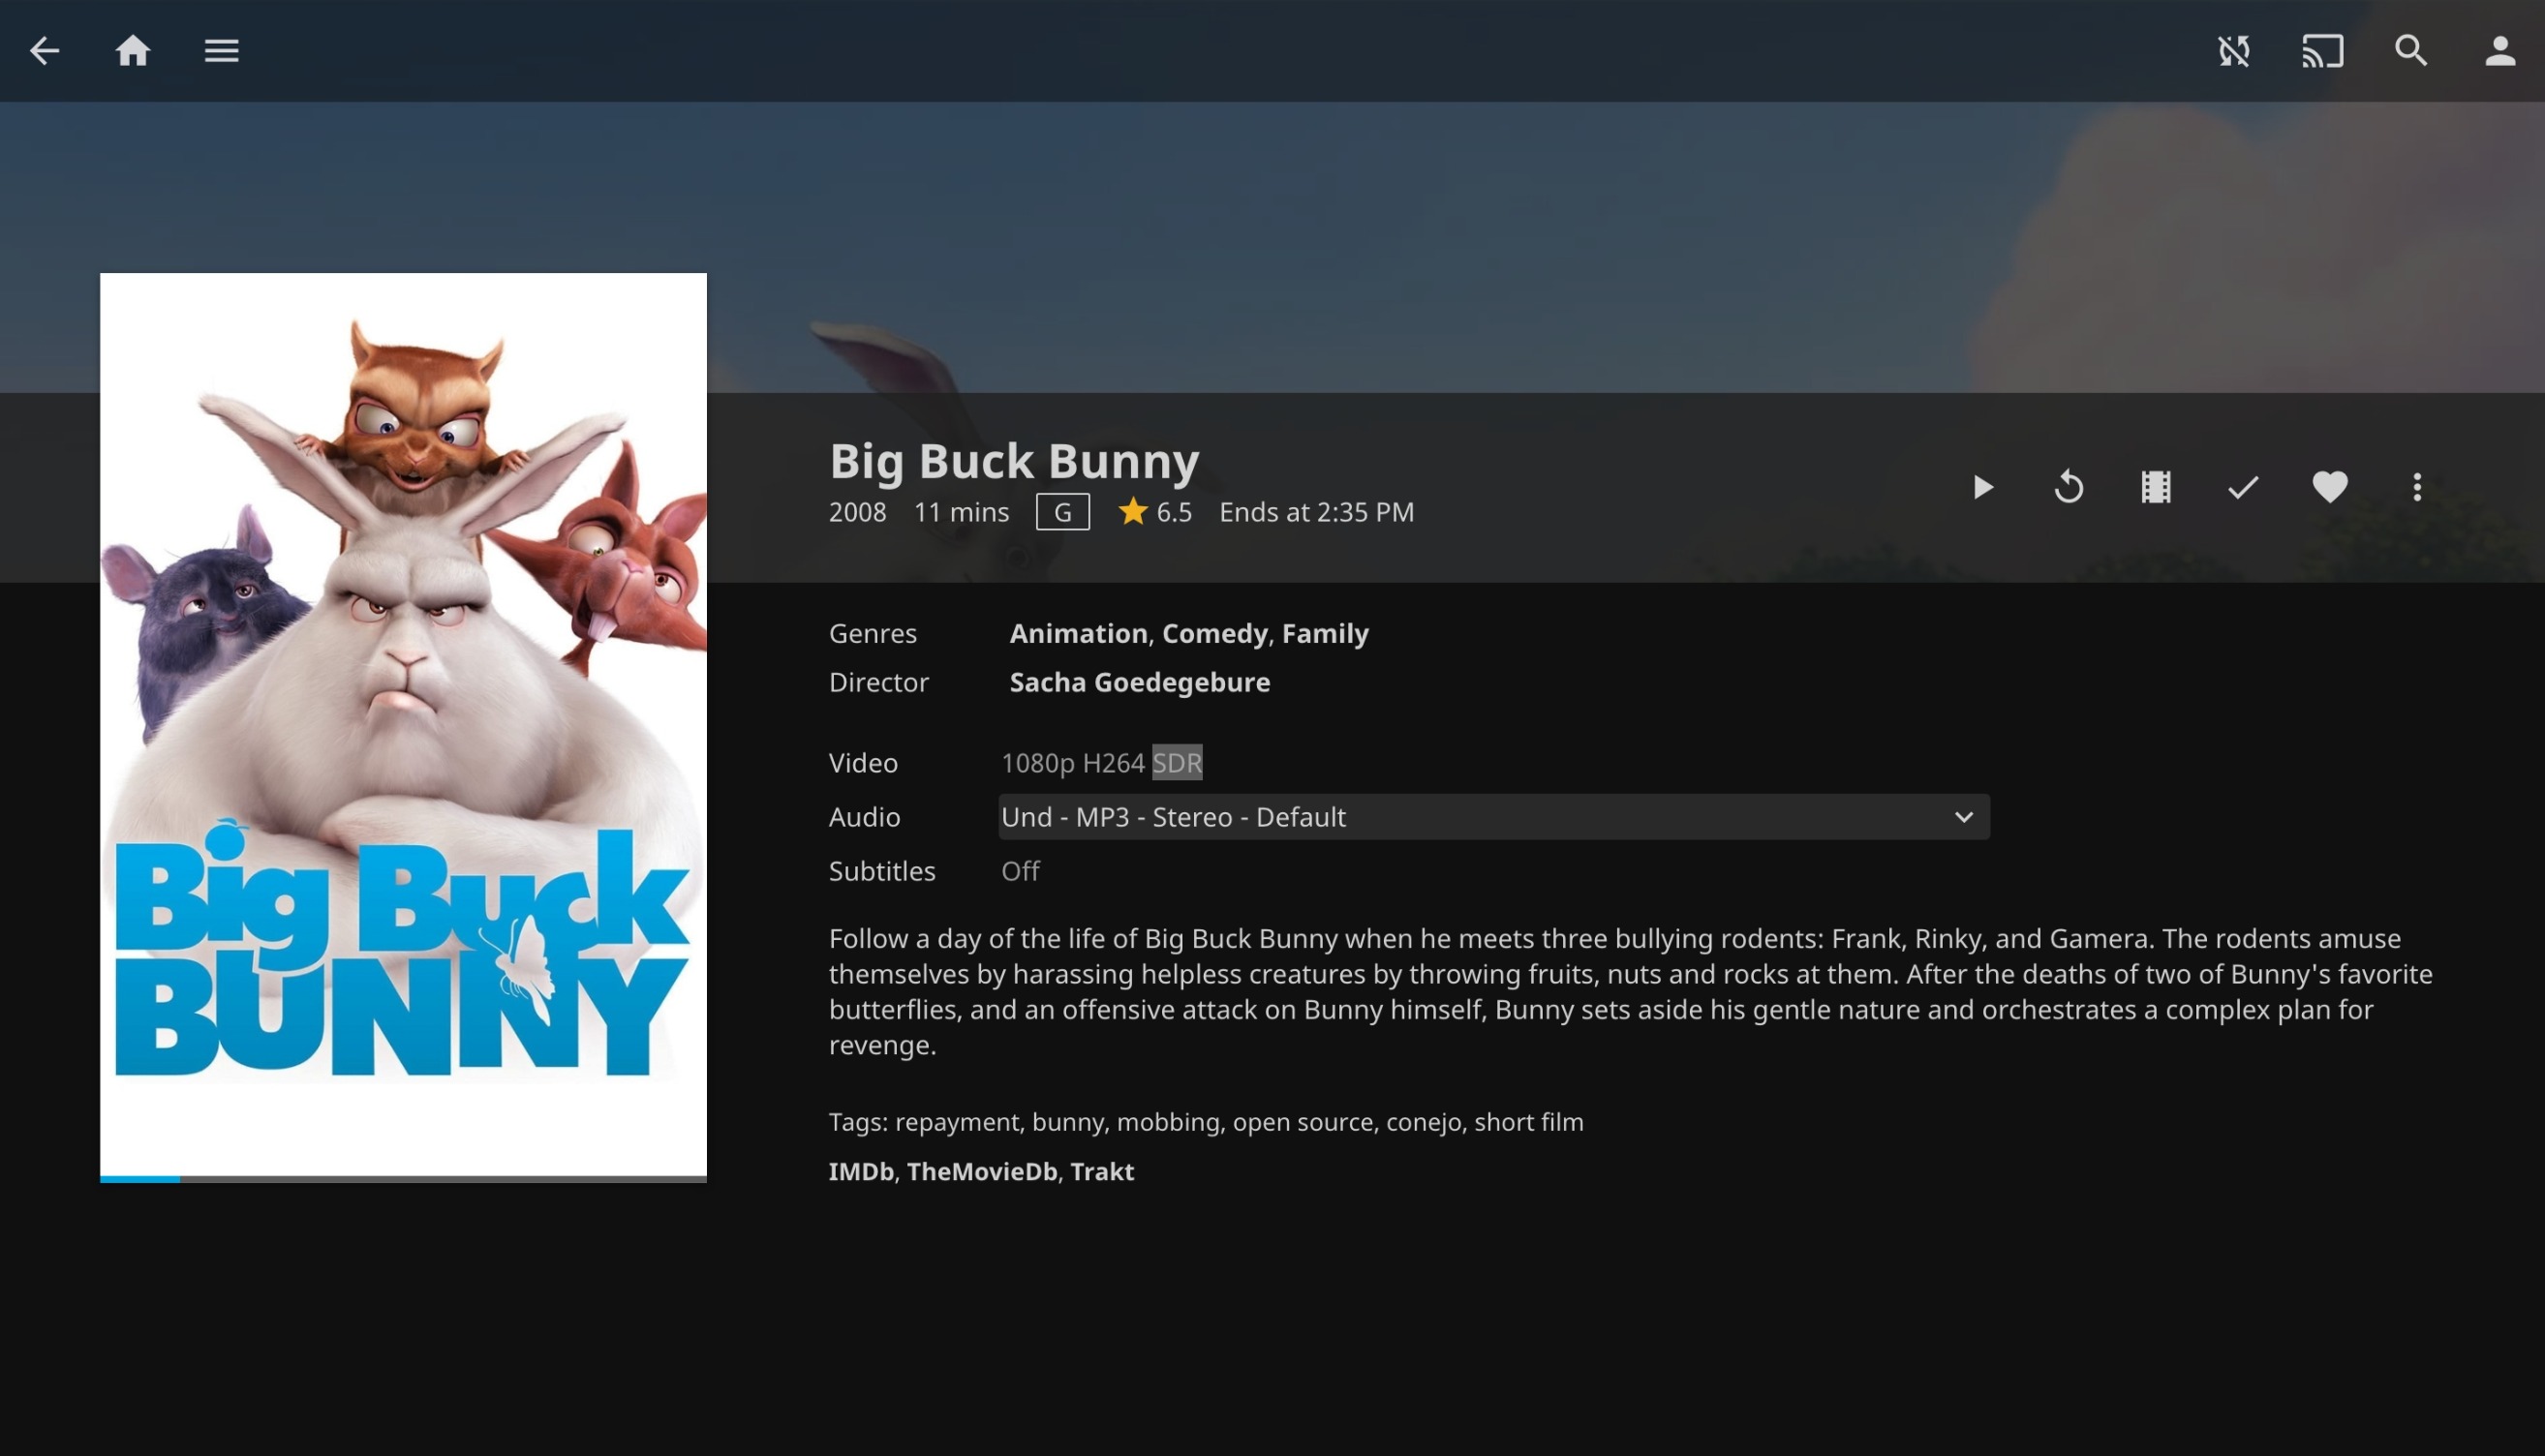 Big Buck Bunny
2008 11 mins G 6.5 Ends at 2:35 PM
Genres Animation, Comedy, Family
Director Sacha Goedegebure
Video 1080p H264 SDR
Audio Und - MP3 - Stereo - Default
Subtitles Off
Follow a day of the life of Big Buck Bunny when he meets three bullying rodents: Frank, Rinky, and Gamera. The rodents amuse
themselves by harassing helpless creatures by throwing fruits, nuts and rocks at them. After the deaths of two of Bunny's favorite
butterflies, and an offensive attack on Bunny himself, Bunny sets aside his gentle nature and orchestrates a complex plan for
revenge.
Tags: repayment, bunny, mobbing, open source, conejo, short film
IMDb, TheMovieDb, Trakt
Big Buck
BUNNY